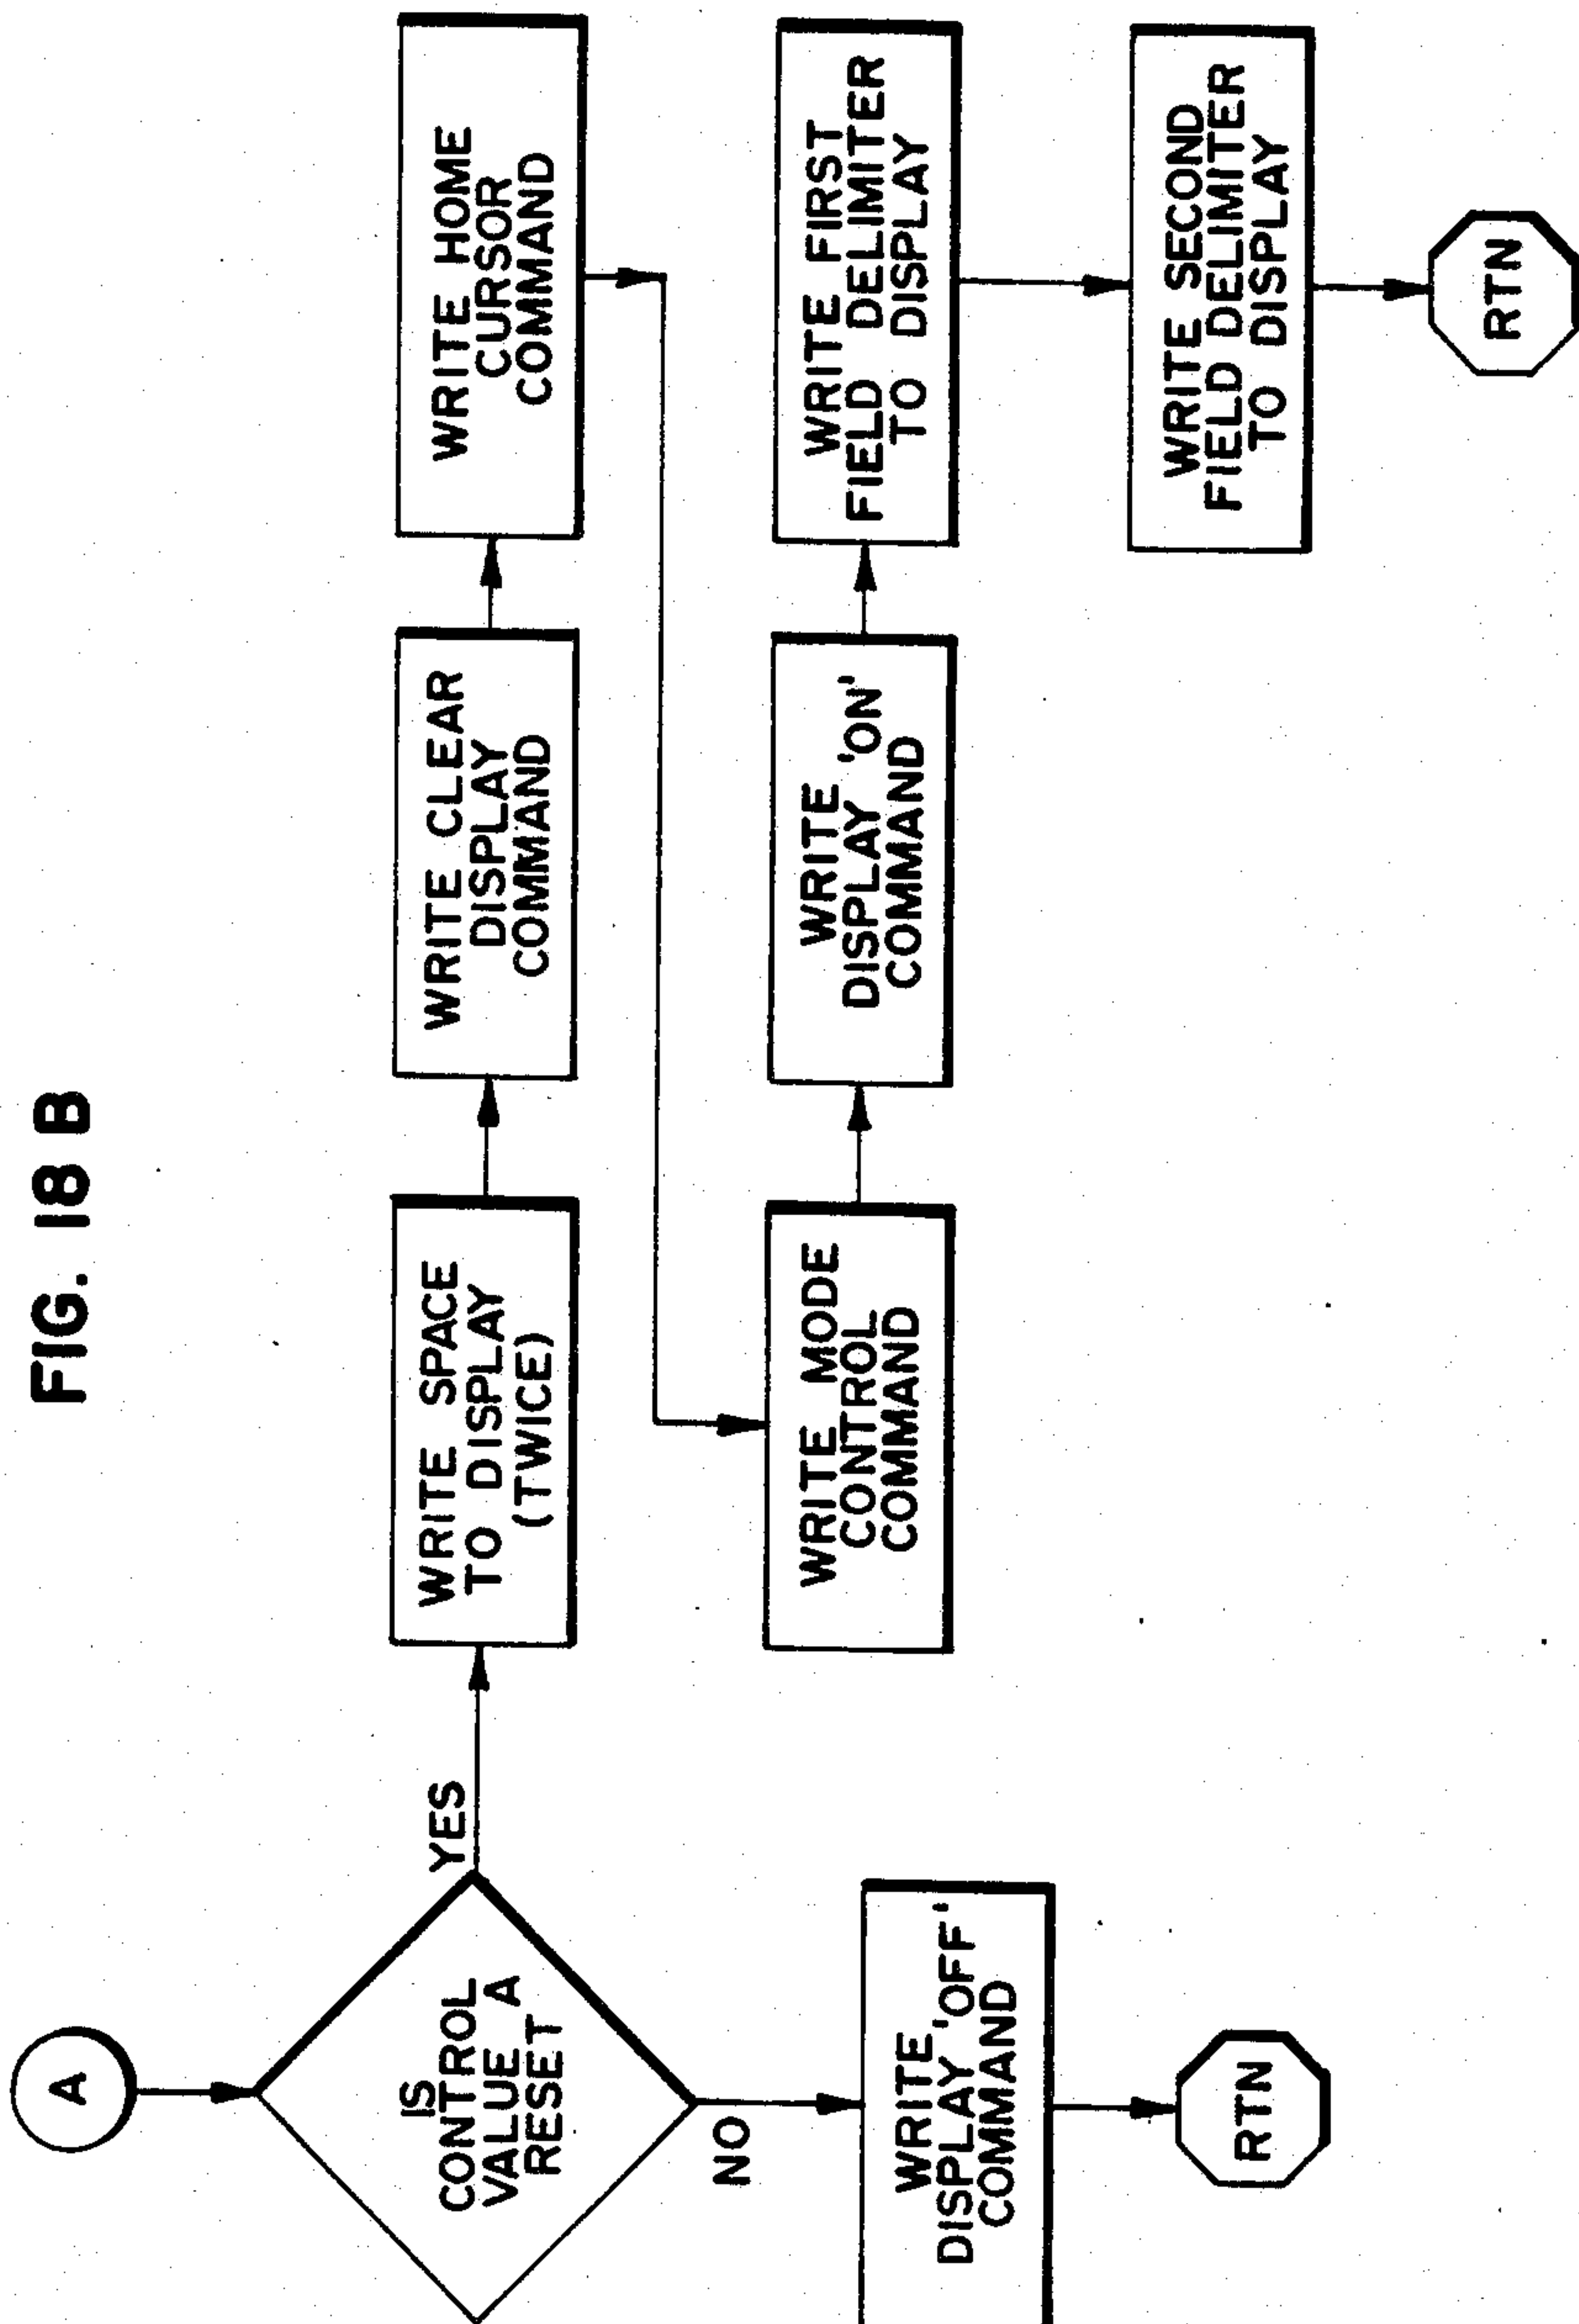 FIG. 18 B
A
IS
CONTROL
VALUE A
RESET
YES
NO
WRITE SPACE
TO DISPLAY
(TWICE)
WRITE CLEAR
DISPLAY
COMMAND
WRITE HOME
CURSOR
COMMAND
WRITE MODE
CONTROL
COMMAND
WRITE
DISPLAY 'ON'
COMMAND
WRITE FIRST
FIELD DELIMITER
TO DISPLAY
WRITE SECOND
FIELD DELIMITER
TO DISPLAY
RTN
WRITE
DISPLAY 'OFF'
COMMAND
RTN